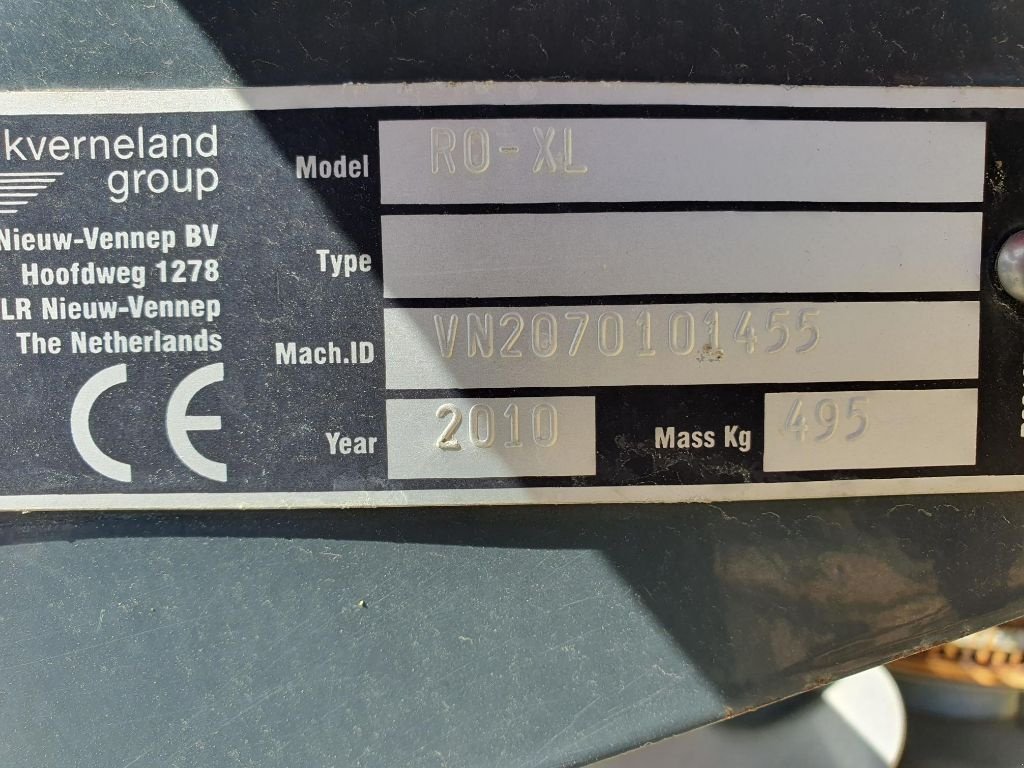 kverneland
group
Nieuw-Vennep BV
Hoofdweg 1278
LR Nieuw-Vennep
The Netherlands
CE
Model RO-XL
Type
Mach.ID VN2070101455
Year 2010 Mass Kg 495